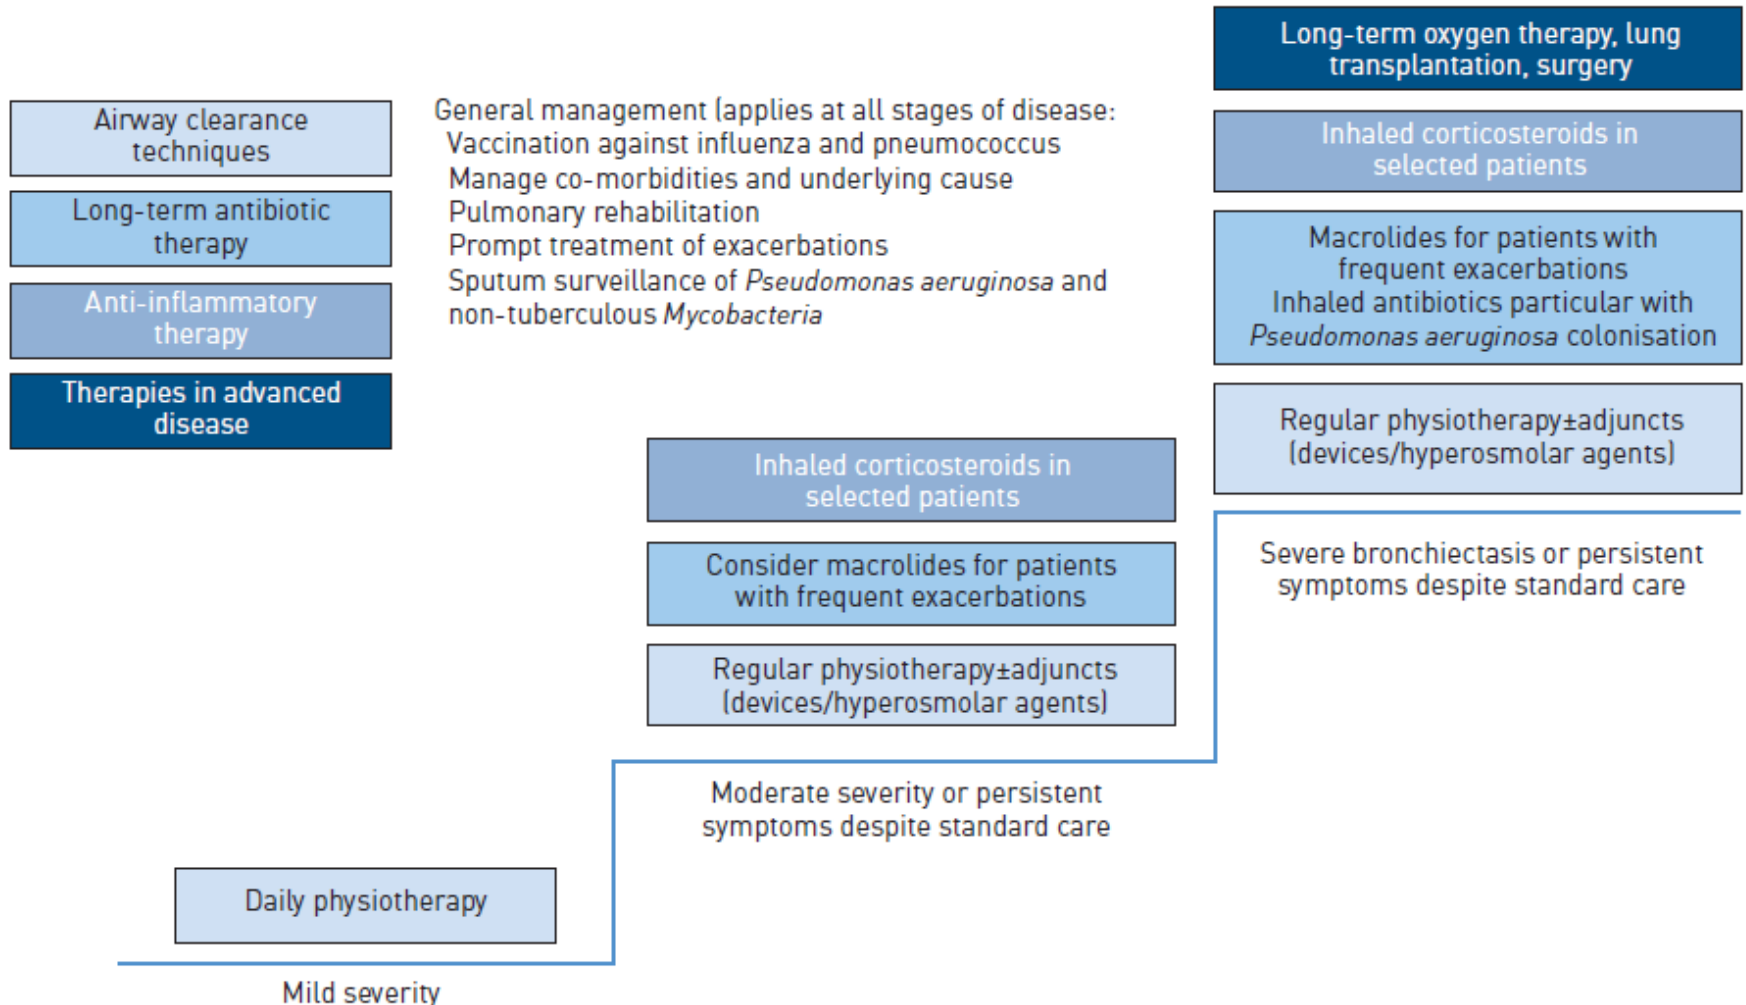 Airway clearance
techniques
Long-term antibiotic
therapy
Anti-inflammatory
therapy
Therapies in advanced
disease
General management (applies at all stages of disease:
Vaccination against influenza and pneumococcus
Manage co-morbidities and underlying cause
Pulmonary rehabilitation
Prompt treatment of exacerbations
Sputum surveillance of Pseudomonas aeruginosa and
non-tuberculous Mycobacteria
Long-term oxygen therapy, lung
transplantation, surgery
Inhaled corticosteroids in
selected patients
Macrolides for patients with
frequent exacerbations
Inhaled antibiotics particular with
Pseudomonas aeruginosa colonisation
Regular physiotherapy±adjuncts
(devices/hyperosmolar agents)
Severe bronchiectasis or persistent
symptoms despite standard care
Inhaled corticosteroids in
selected patients
Consider macrolides for patients
with frequent exacerbations
Regular physiotherapy±adjuncts
(devices/hyperosmolar agents)
Moderate severity or persistent
symptoms despite standard care
Daily physiotherapy
Mild severity